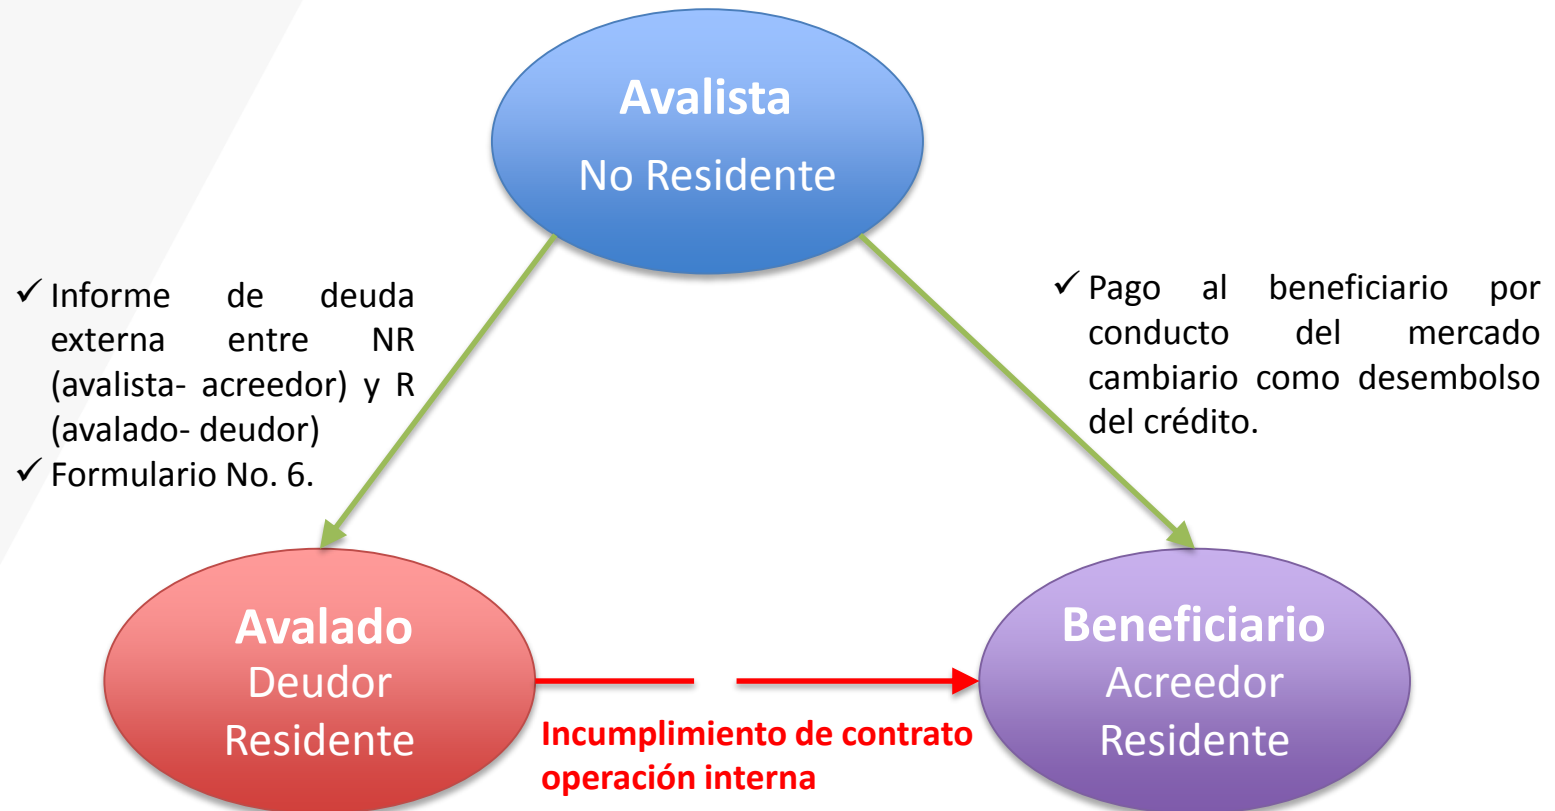 Avalista
No Residente
✓ Informe de deuda
externa entre NR
(avalista- acreedor) y R
(avalado- deudor)
✓ Formulario No. 6.
✓ Pago al beneficiario por
conducto del mercado
cambiario como desembolso
del crédito.
Avalado
Deudor
Residente
Incumplimiento de contrato
operación interna
Beneficiario
Acreedor
Residente